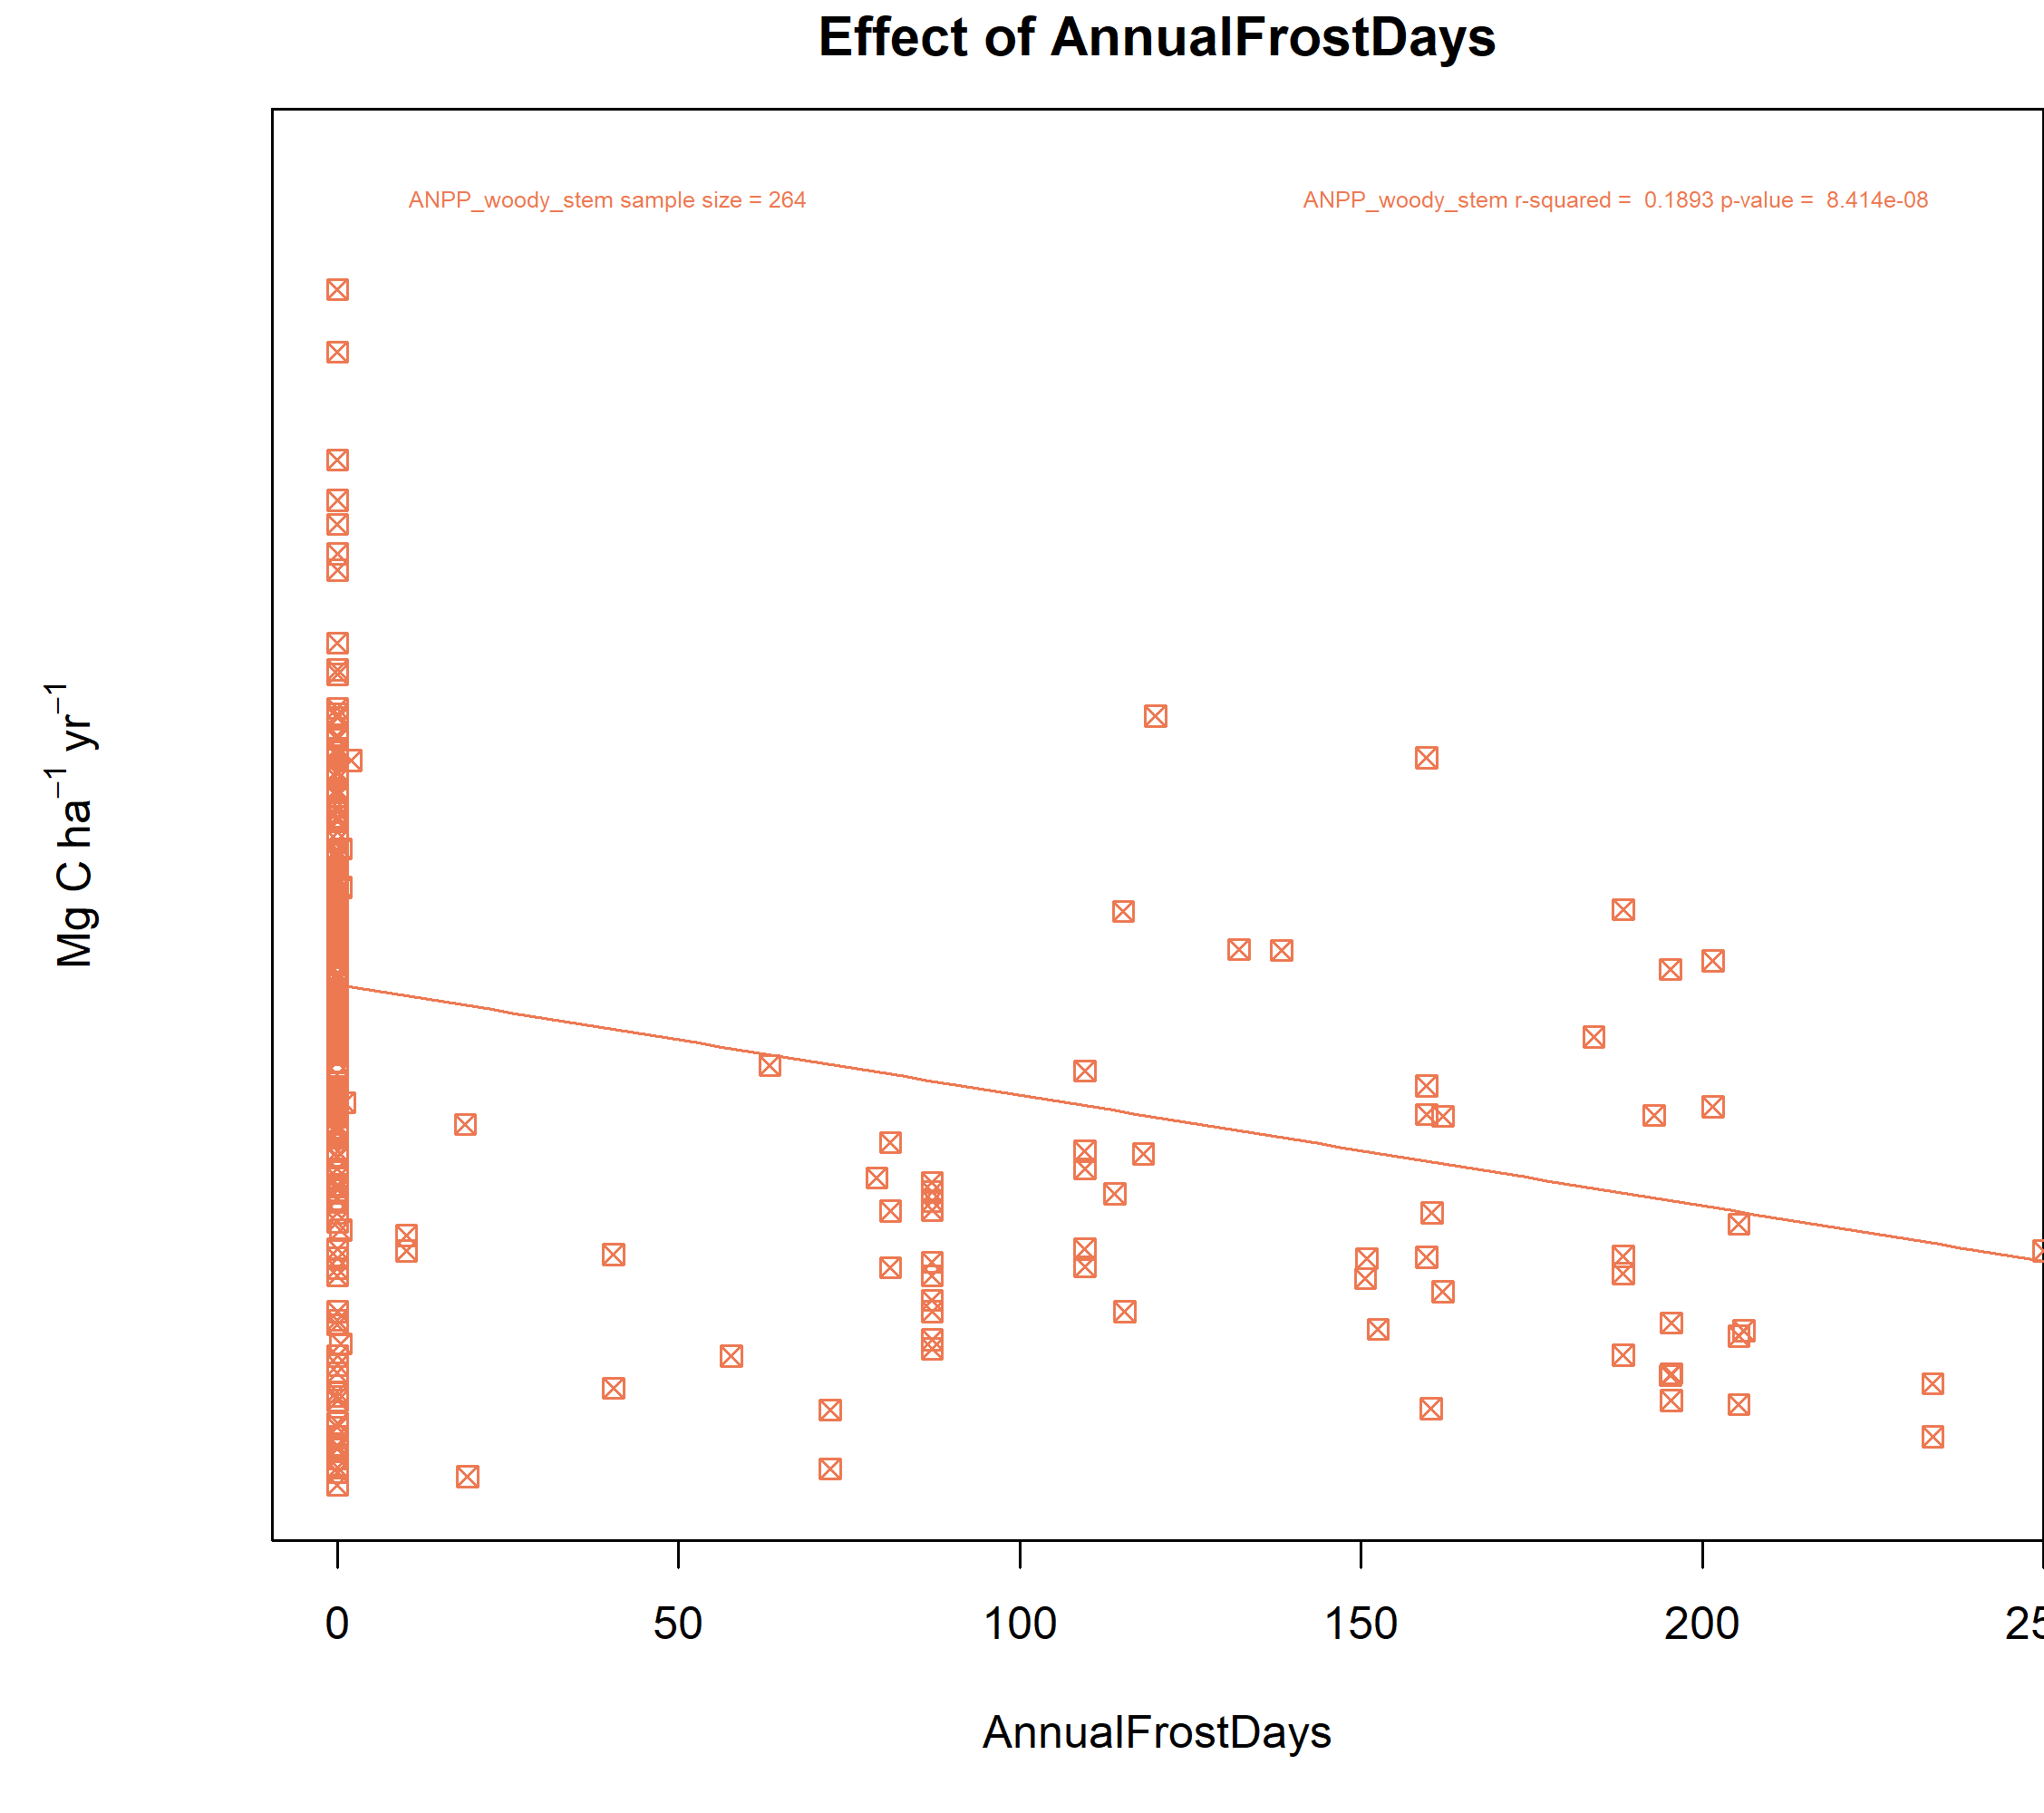 Effect of AnnualFrostDays
ANPP_woody_stem sample size = 264
ANPP_woody_stem r-squared = 0.1893 p-value = 8.414e-08
Mg C ha⁻¹ yr⁻¹
0 50 100 150 200 25
AnnualFrostDays